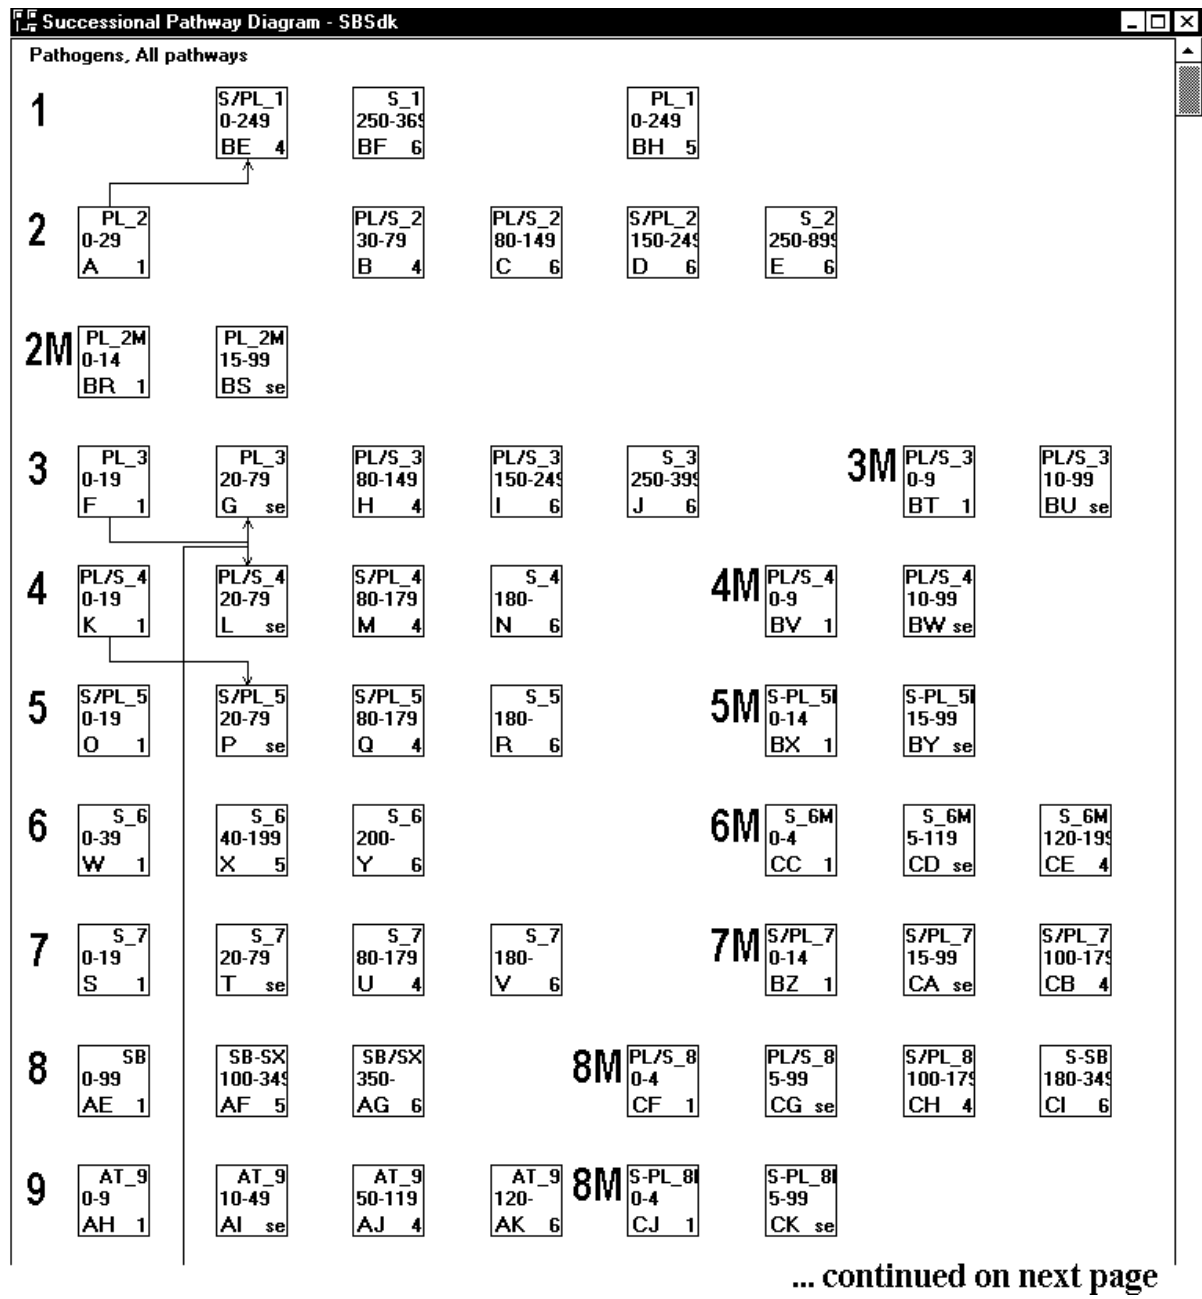 Successional Pathway Diagram - SBSdk
Pathogens, All pathways
1
S/PL_1
0-249
BE 4
S_1
250-369
BF 6
PL_1
0-249
BH 5
2
PL_2
0-29
A 1
PL/S_2
30-79
B 4
PL/S_2
80-149
C 6
S/PL_2
150-249
D 6
S_2
250-899
E 6
2M
PL_2M
0-14
BR 1
PL_2M
15-99
BS se
3
PL_3
0-19
F 1
PL_3
20-79
G se
PL/S_3
80-149
H 4
PL/S_3
150-249
I 6
S_3
250-399
J 6
3M
PL/S_3
0-9
BT 1
PL/S_3
10-99
BU se
4
PL/S_4
0-19
K 1
PL/S_4
20-79
L se
S/PL_4
80-179
M 4
S_4
180-
N 6
4M
PL/S_4
0-9
BV 1
PL/S_4
10-99
BW se
5
S/PL_5
0-19
O 1
S/PL_5
20-79
P se
S/PL_5
80-179
Q 4
S_5
180-
R 6
5M
S-PL_5
0-14
BX 1
S-PL_5
15-99
BY se
6
S_6
0-39
W 1
S_6
40-199
X 5
S_6
200-
Y 6
6M
S_6M
0-4
CC 1
S_6M
5-119
CD se
S_6M
120-199
CE 4
7
S_7
0-19
S 1
S_7
20-79
T se
S_7
80-179
U 4
S_7
180-
V 6
7M
S/PL_7
0-14
BZ 1
S/PL_7
15-99
CA se
S/PL_7
100-179
CB 4
8
SB
0-99
AE 1
SB-SX
100-349
AF 5
SB/SX
350-
AG 6
8M
PL/S_8
0-4
CF 1
PL/S_8
5-99
CG se
S/PL_8
100-179
CH 4
S-SB
180-349
CI 6
9
AT_9
0-9
AH 1
AT_9
10-49
AI se
AT_9
50-119
AJ 4
AT_9
120-
AK 6
8M
S-PL_8
0-4
CJ 1
S-PL_8
5-99
CK se
... continued on next page